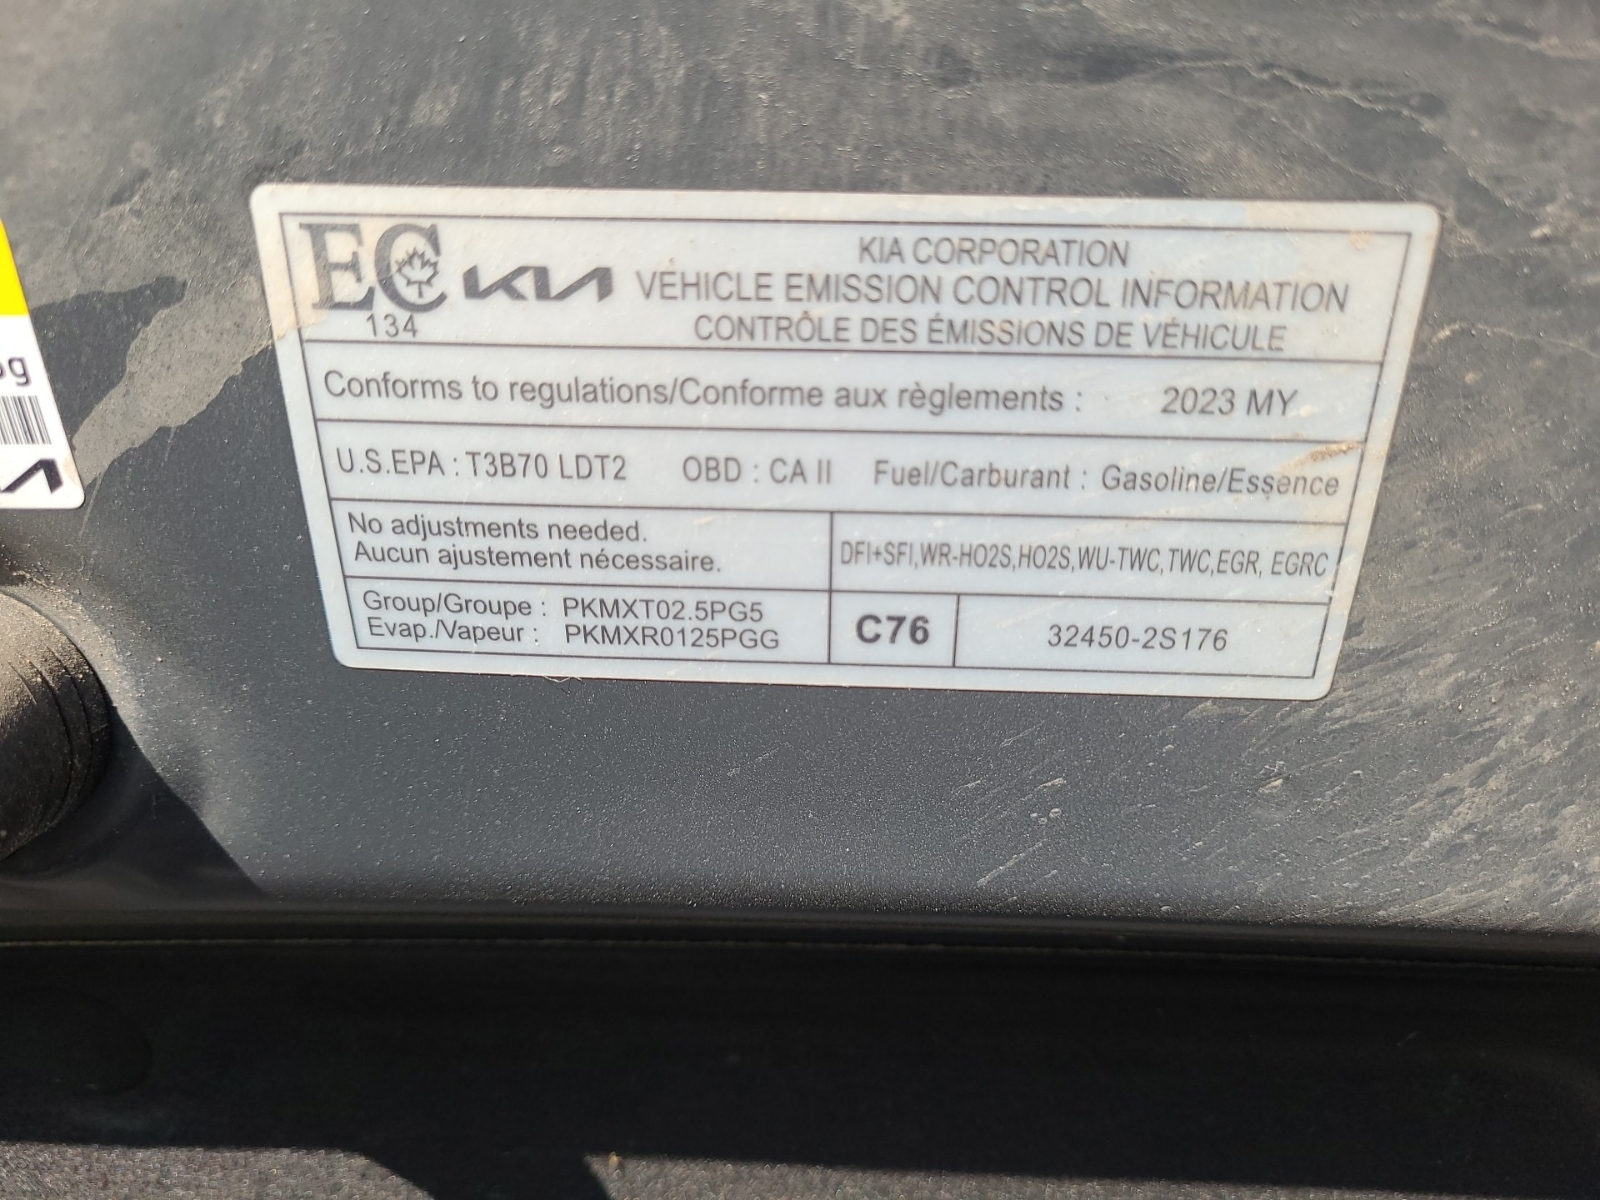 EC
134
KIA
KIA CORPORATION
VEHICLE EMISSION CONTROL INFORMATION
CONTRÔLE DES ÉMISSIONS DE VÉHICULE
Conforms to regulations/Conforme aux règlements : 2023 MY
U.S.EPA : T3B70 LDT2 OBD : CA II Fuel/Carburant : Gasoline/Essence
No adjustments needed.
Aucun ajustement nécessaire.
DFI+SFI,WR-HO2S,HO2S,WU-TWC,TWC,EGR, EGRC
Group/Groupe : PKMXT02.5PG5
Evap./Vapeur : PKMXR0125PGG
C76
32450-2S176